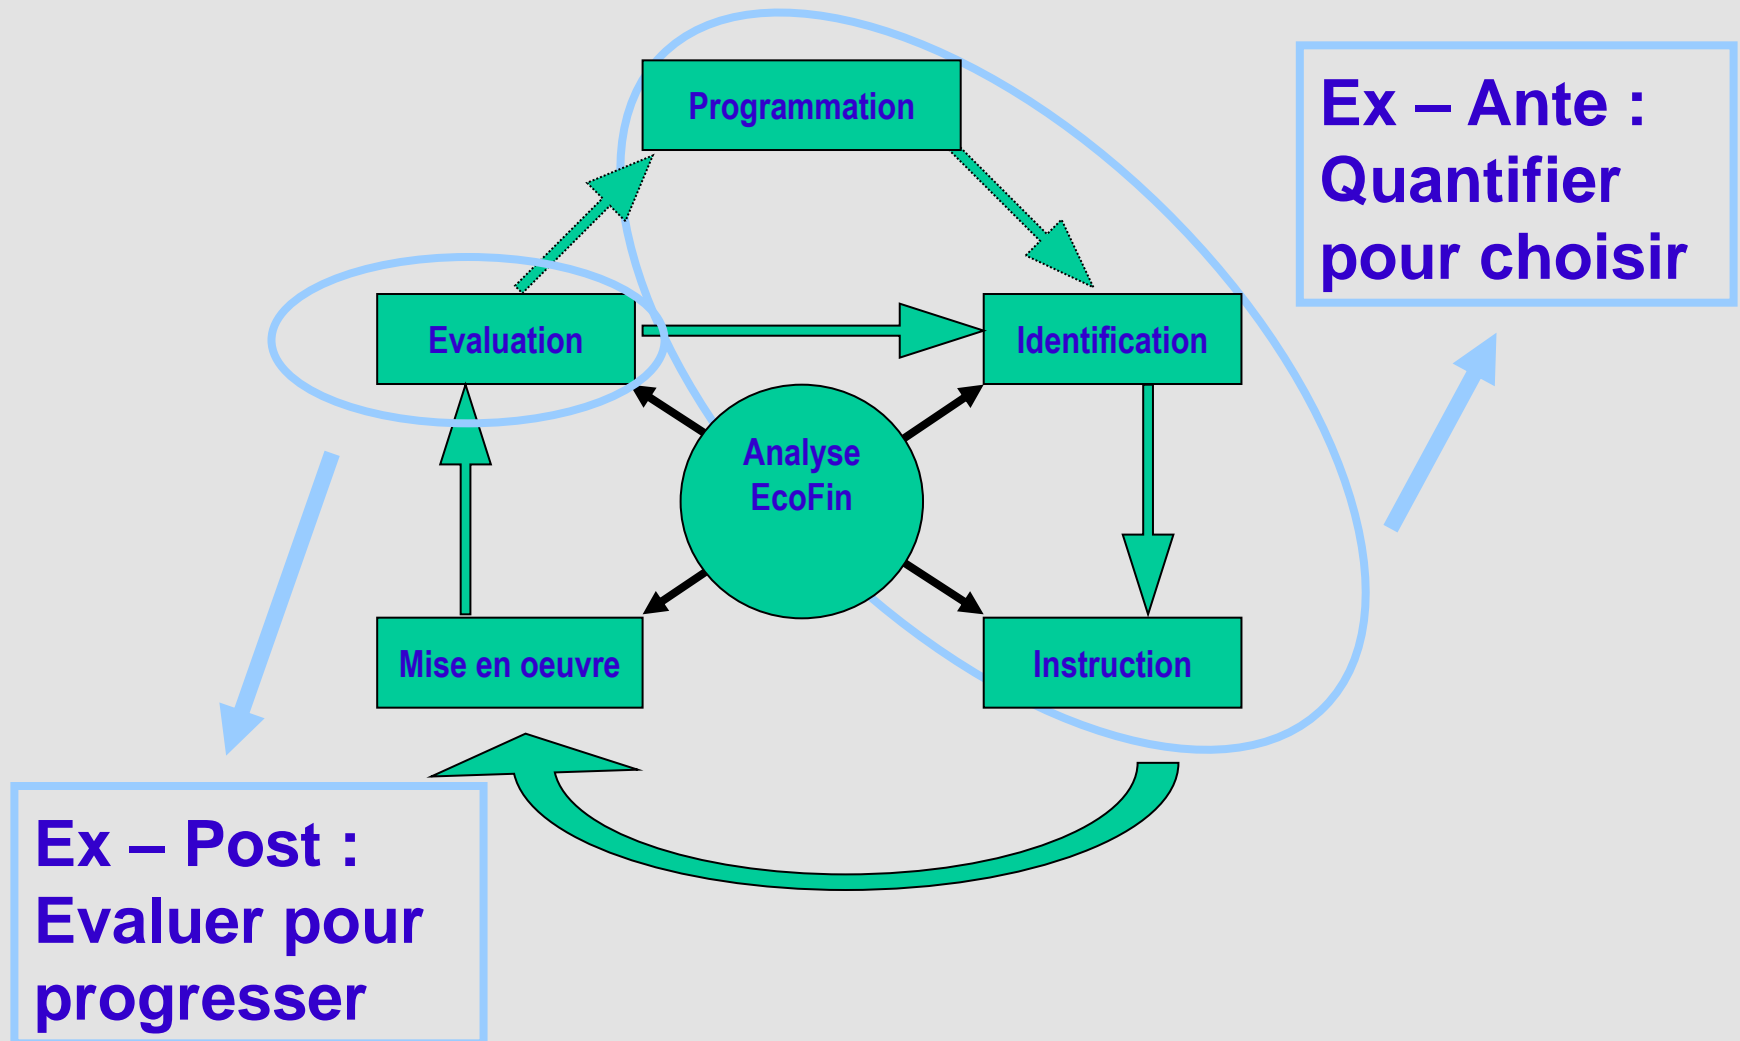 Programmation
Ex – Ante :
Quantifier
pour choisir
Evaluation
Identification
Analyse
EcoFin
Mise en oeuvre
Instruction
Ex – Post :
Evaluer pour
progresser